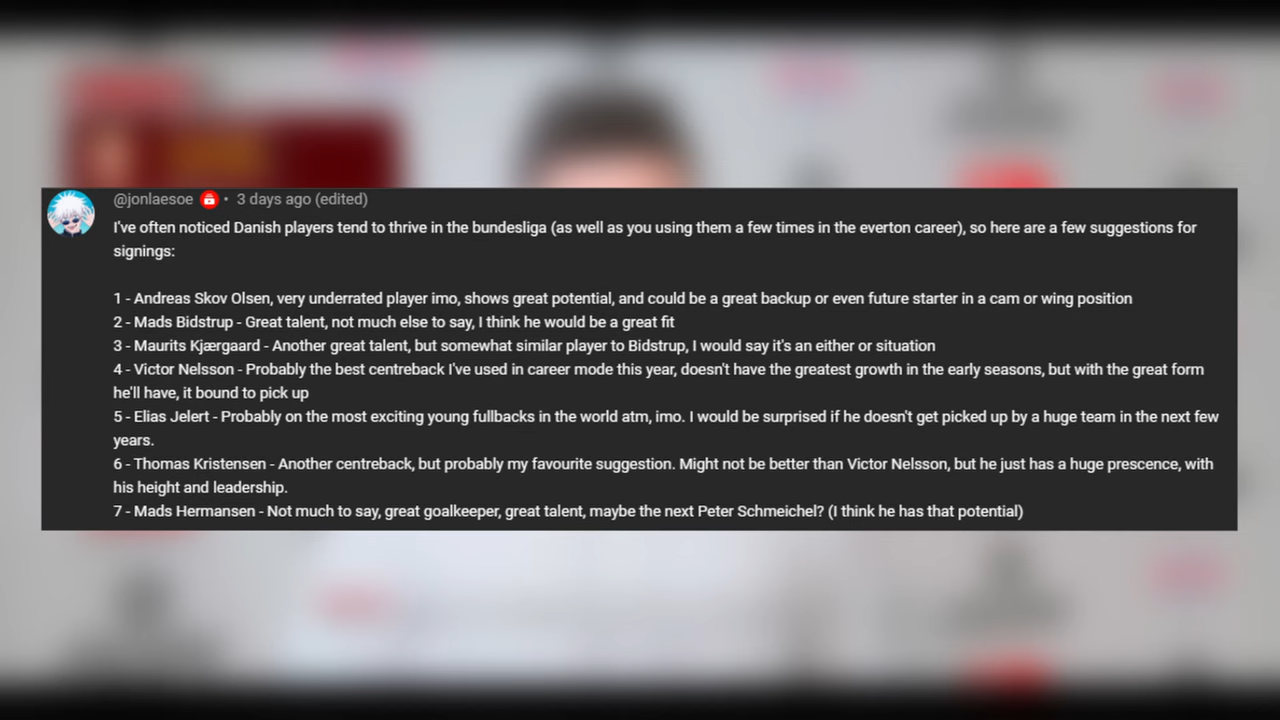 @jonlaesoe • 3 days ago (edited)
I've often noticed Danish players tend to thrive in the bundesliga (as well as you using them a few times in the everton career), so here are a few suggestions for
signings:
1 - Andreas Skov Olsen, very underrated player imo, shows great potential, and could be a great backup or even future starter in a cam or wing position
2 - Mads Bidstrup - Great talent, not much else to say, I think he would be a great fit
3 - Maurits Kjærgaard - Another great talent, but somewhat similar player to Bidstrup, I would say it's an either or situation
4 - Victor Nelsson - Probably the best centreback I've used in career mode this year, doesn't have the greatest growth in the early seasons, but with the great form
he'll have, it bound to pick up
5 - Elias Jelert - Probably on the most exciting young fullbacks in the world atm, imo. I would be surprised if he doesn't get picked up by a huge team in the next few
years.
6 - Thomas Kristensen - Another centreback, but probably my favourite suggestion. Might not be better than Victor Nelsson, but he just has a huge prescence, with
his height and leadership.
7 - Mads Hermansen - Not much to say, great goalkeeper, great talent, maybe the next Peter Schmeichel? (I think he has that potential)